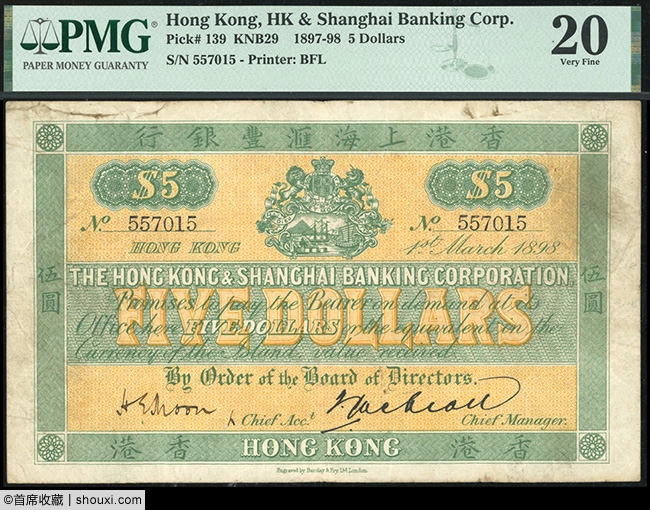 PMG
PAPER MONEY GUARANTY
Hong Kong, HK & Shanghai Banking Corp.
Pick# 139 KNB29 1897-98 5 Dollars
S/N 557015 - Printer: BFL
20
Very Fine
行銀豐滙海上港香
$5
$5
No 557015
No 557015
HONG KONG
1st March 1898
THE HONG KONG & SHANGHAI BANKING CORPORATION,
伍圓
伍圓
Promises to pay the Bearer on demand at its
Office here FIVE DOLLARS or the equivalent in the
Currency of the Island, value received
FIVE DOLLARS
By Order of the Board of Directors.
Chief Acct
Chief Manager.
港香
HONG KONG
港香
Engraved by Barclay & Fry Ltd London.
©首席收藏 | shouxi.com